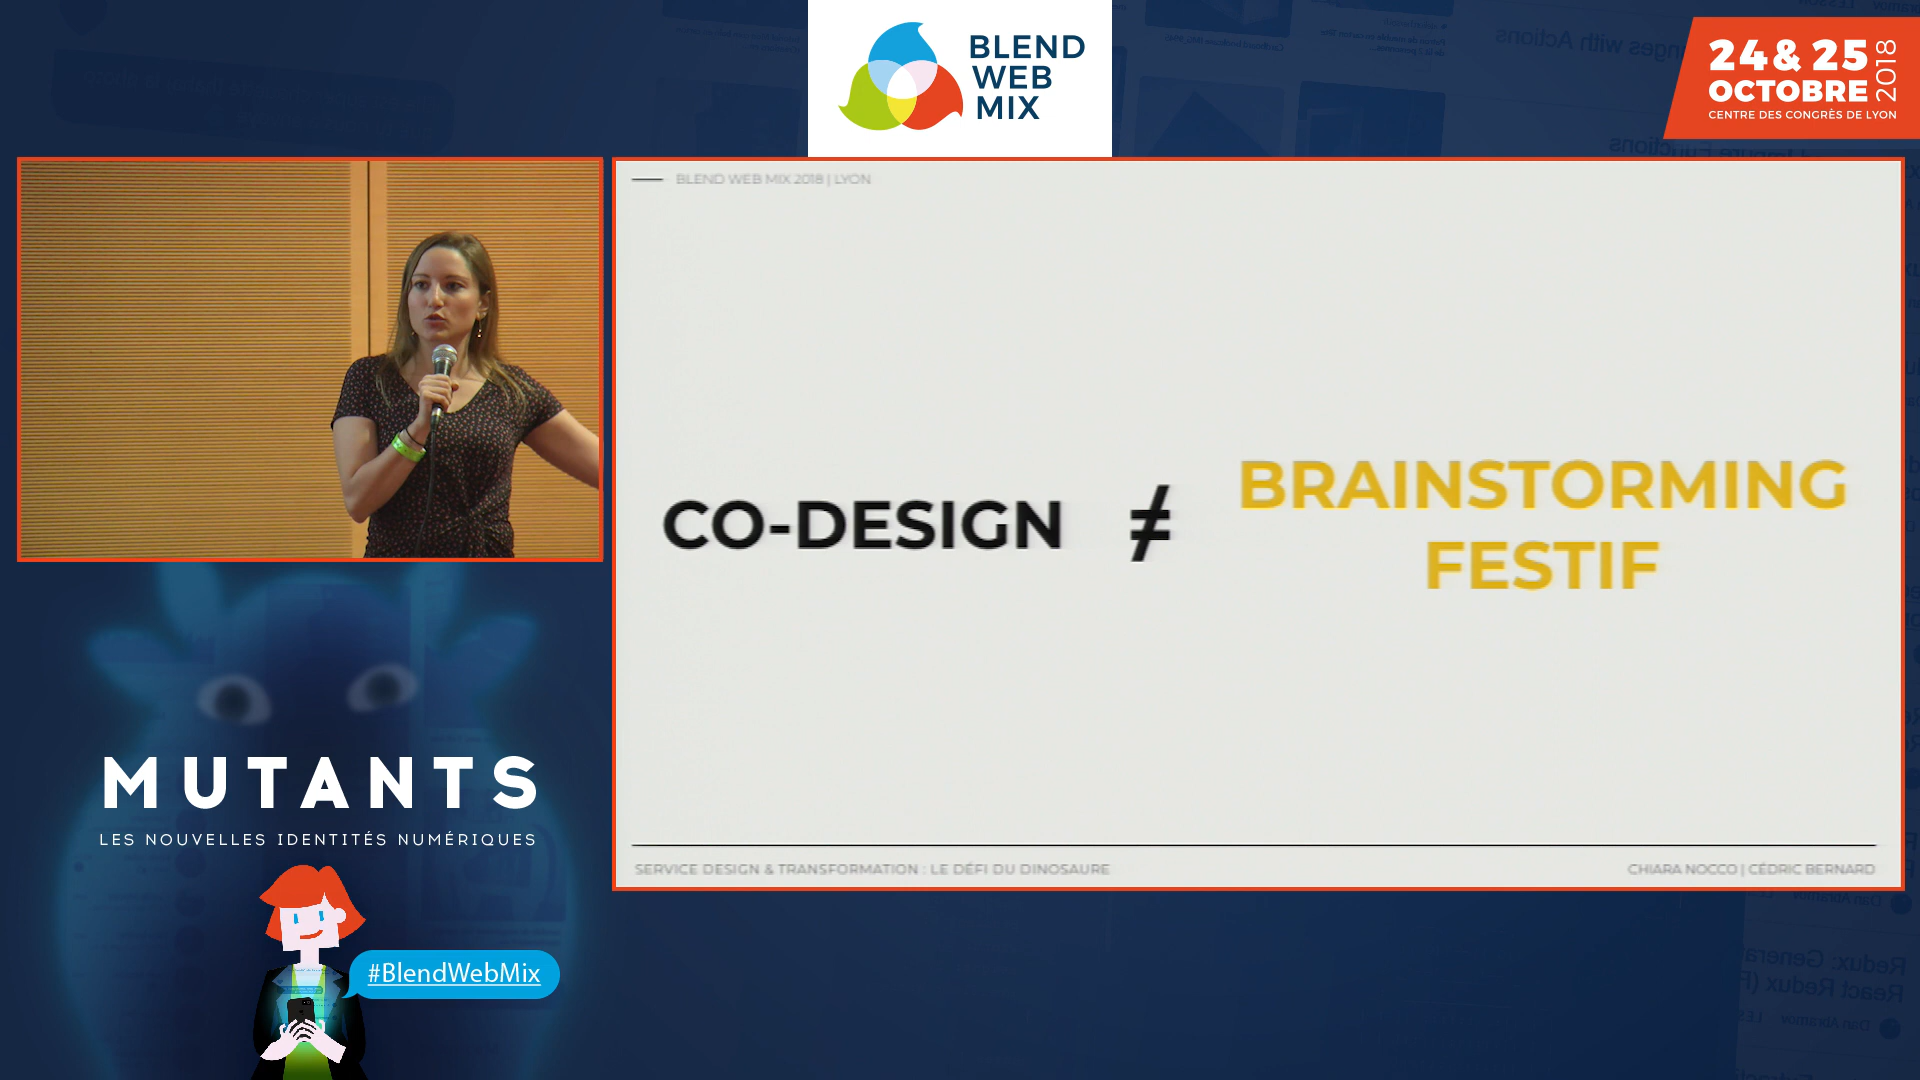 BLEND
WEB
MIX
24 & 25
OCTOBRE
2018
CENTRE DES CONGRÈS DE LYON
BLEND WEB MIX 2018 | LYON
CO-DESIGN ≠ BRAINSTORMING
FESTIF
SERVICE DESIGN & TRANSFORMATION : LE DÉFI DU DINOSAURE
CHIARA NOCCO | CÉDRIC BERNARD
MUTANTS
LES NOUVELLES IDENTITÉS NUMÉRIQUES
#BlendWebMix